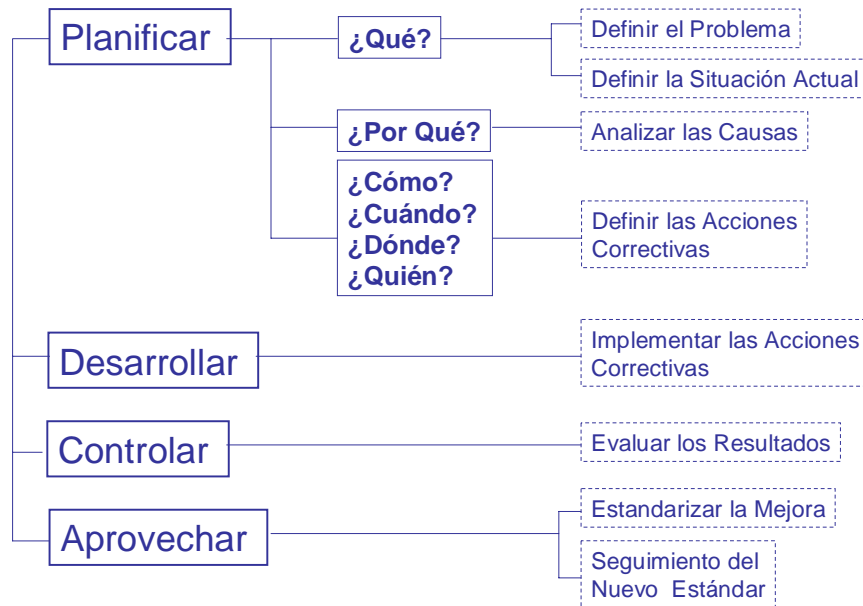 Planificar
¿Qué?
Definir el Problema
Definir la Situación Actual
¿Por Qué?
Analizar las Causas
¿Cómo?
¿Cuándo?
¿Dónde?
¿Quién?
Definir las Acciones
Correctivas
Desarrollar
Implementar las Acciones
Correctivas
Controlar
Evaluar los Resultados
Aprovechar
Estandarizar la Mejora
Seguimiento del
Nuevo Estándar